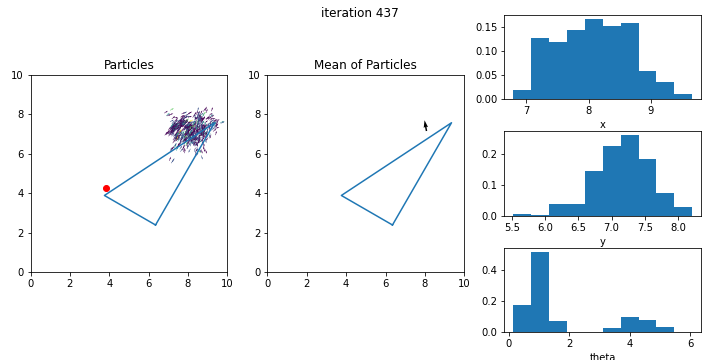 iteration 437
Particles
10
8
6
4
2
0
0 2 4 6 8 10
Mean of Particles
10
8
6
4
2
0
0 2 4 6 8 10
0.15
0.10
0.05
0.00
7 8 9
x
0.2
0.1
0.0
5.5 6.0 6.5 7.0 7.5 8.0
y
0.4
0.2
0.0
0 2 4 6
theta